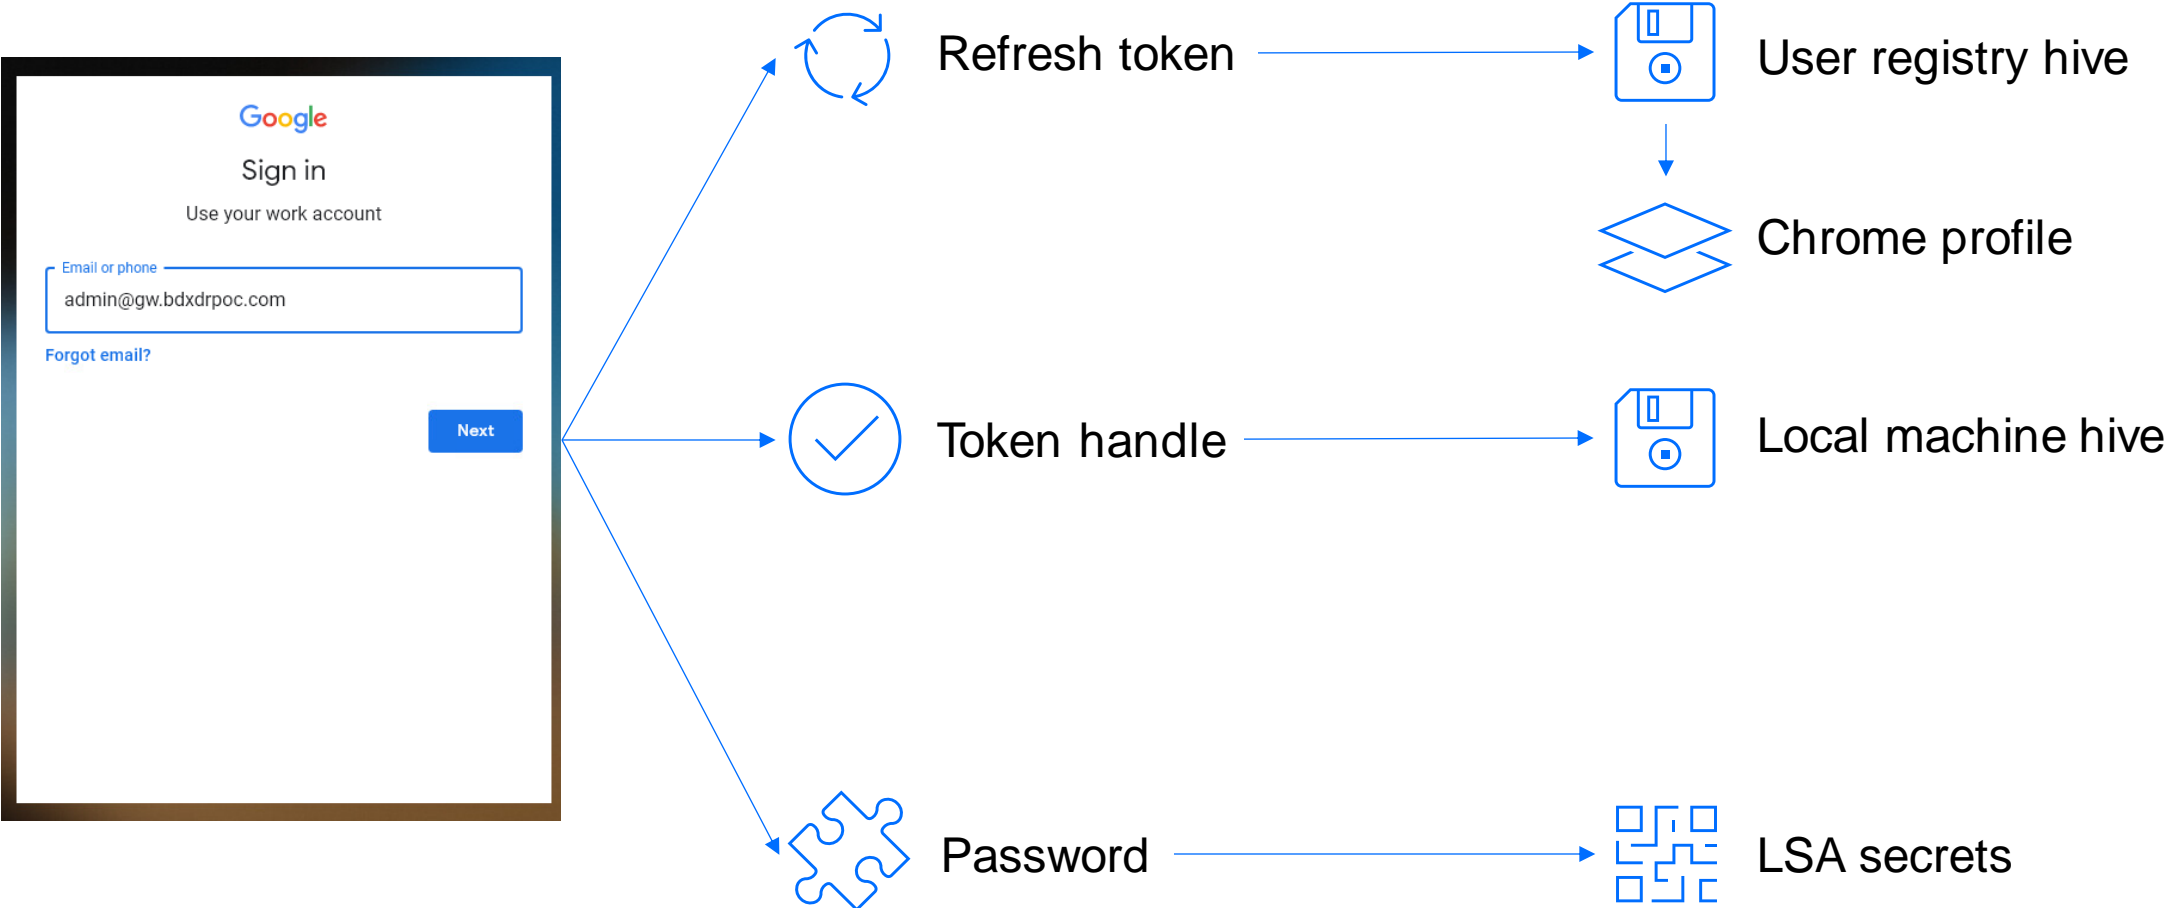 Google
Sign in
Use your work account
Email or phone
admin@gw.bdxdrpoc.com
Forgot email?
Next
Refresh token
User registry hive
Chrome profile
Token handle
Local machine hive
Password
LSA secrets